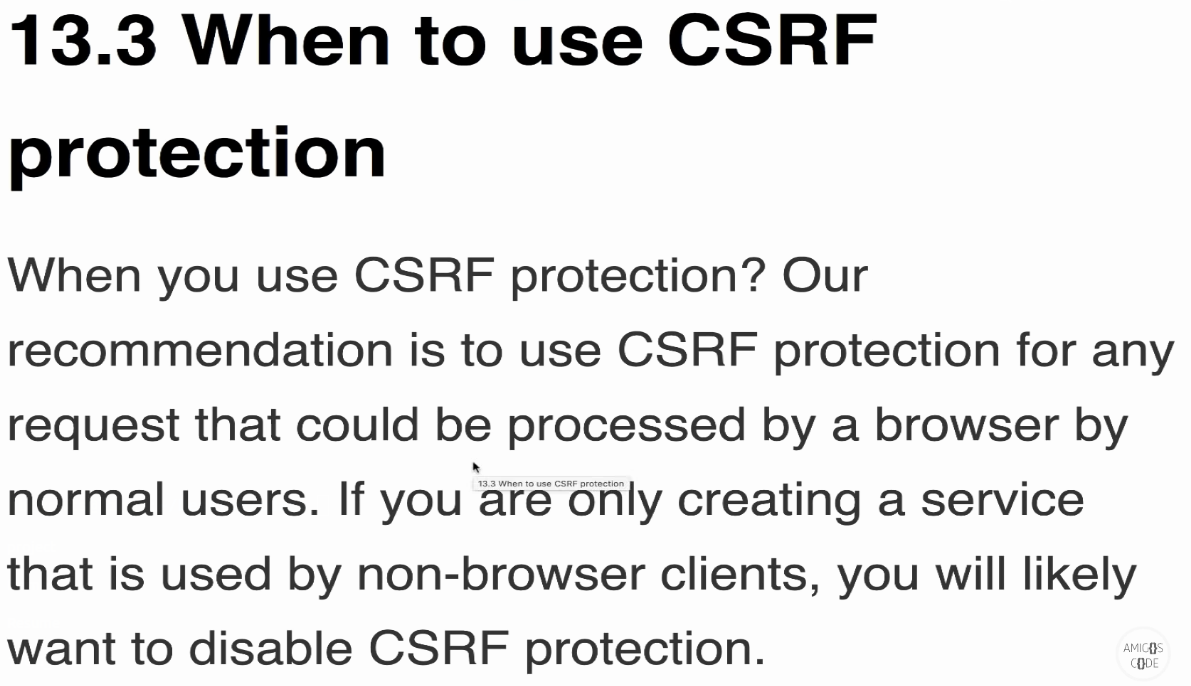 13.3 When to use CSRF
protection
When you use CSRF protection? Our
recommendation is to use CSRF protection for any
request that could be processed by a browser by
13.3 When to use CSRF protection
normal users. If you are only creating a service
that is used by non-browser clients, you will likely
want to disable CSRF protection.
AMIG{}S
C{}DE